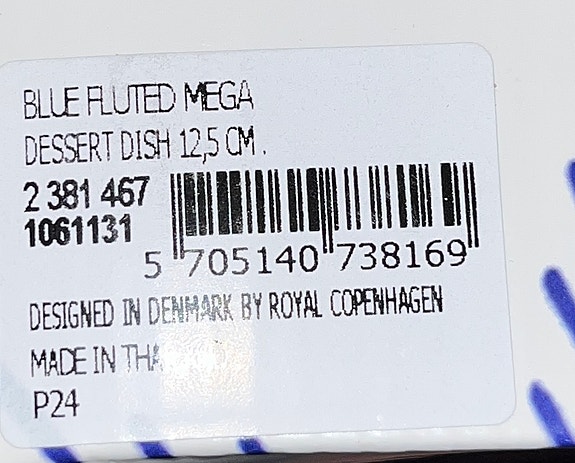 BLUE FLUTED MEGA
DESSERT DISH 12,5 CM.
2 381 467
1061131
5 705140 738169
DESIGNED IN DENMARK BY ROYAL COPENHAGEN
MADE IN
P24